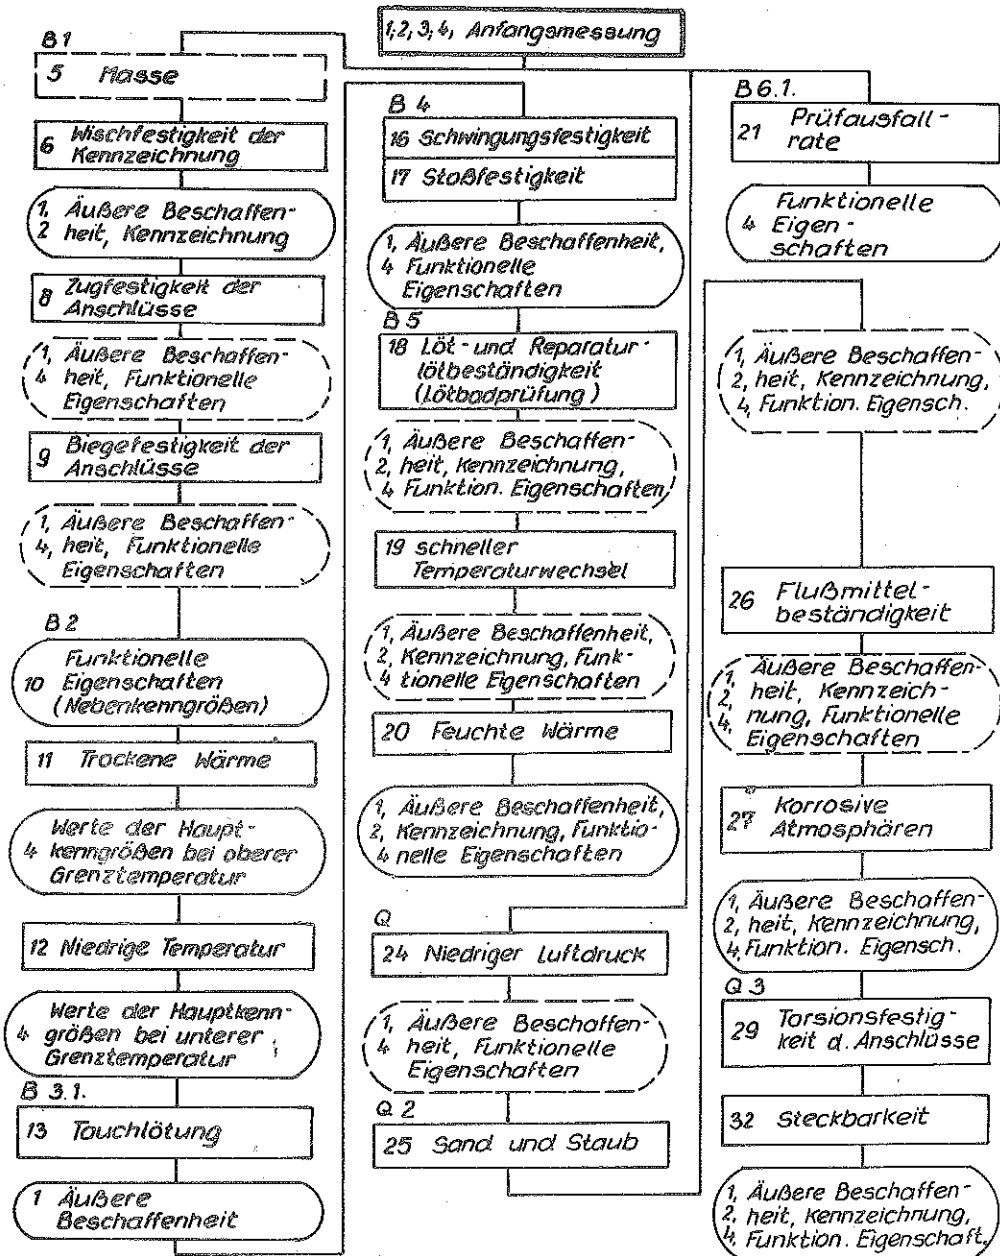 1,2,3,4, Anfangsmessung
B1
5 Masse
6 Wischfestigkeit der
Kennzeichnung
1, Äußere Beschaffen-
2 heit, Kennzeichnung
8 Zugfestigkeit der
Anschlüsse
1, Äußere Beschaffen-
4 heit, Funktionelle
Eigenschaften
9 Biegefestigkeit der
Anschlüsse
1, Äußere Beschaffen-
4, heit, Funktionelle
Eigenschaften
B2
Funktionelle
10 Eigenschaften
(Nebenkenngrößen)
11 Trockene Wärme
Werte der Haupt-
4 kenngrößen bei oberer
Grenztemperatur
12 Niedrige Temperatur
Werte der Hauptkenn-
4 größen bei unterer
Grenztemperatur
B 3.1.
13 Tauchlötung
1 Äußere
Beschaffenheit
B 4
16 Schwingungsfestigkeit
17 Stoßfestigkeit
1, Äußere Beschaffenheit,
4 Funktionelle
Eigenschaften
B 5
18 Löt- und Reparatur-
lötbeständigkeit
(Lötbadprüfung)
1, Äußere Beschaffen-
2, heit, Kennzeichnung,
4 Funktion. Eigenschaften
19 schneller
Temperaturwechsel
1, Äußere Beschaffenheit,
2, Kennzeichnung, Funk-
4 tionelle Eigenschaften
20 Feuchte Wärme
1, Äußere Beschaffenheit,
2, Kennzeichnung, Funktio-
4 nelle Eigenschaften
Q
24 Niedriger Luftdruck
1, Äußere Beschaffen-
4 heit, Funktionelle
Eigenschaften
Q 2
25 Sand und Staub
B6.1.
21 Prüfausfall-
rate
Funktionelle
4 Eigen-
schaften
1, Äußere Beschaffen-
2, heit, Kennzeichnung,
4, Funktion. Eigensch.
26 Flußmittel-
beständigkeit
1, Äußere Beschaffen-
2, heit, Kennzeich-
4. nung, Funktionelle
Eigenschaften
27 Korrosive
Atmosphären
1, Äußere Beschaffen-
2, heit, Kennzeichnung,
4. Funktion. Eigensch.
Q 3
29 Torsionsfestig-
keit d. Anschlüsse
32 Steckbarkeit
1, Äußere Beschaffen-
2, heit, Kennzeichnung,
4. Funktion. Eigenschaft.